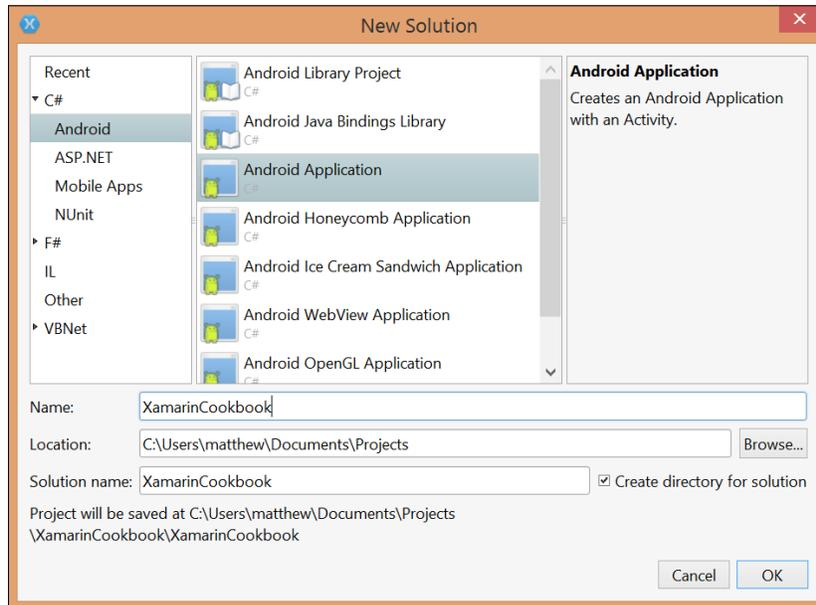 New Solution
Recent
C#
Android
ASP.NET
Mobile Apps
NUnit
F#
IL
Other
VBNet
Android Library Project
C#
Android Java Bindings Library
C#
Android Application
C#
Android Honeycomb Application
C#
Android Ice Cream Sandwich Application
C#
Android WebView Application
C#
Android OpenGL Application
C#
Android Application
Creates an Android Application
with an Activity.
Name:
XamarinCookbook
Location:
C:\Users\matthew\Documents\Projects
Browse...
Solution name:
XamarinCookbook
Create directory for solution
Project will be saved at C:\Users\matthew\Documents\Projects
\XamarinCookbook\XamarinCookbook
Cancel
OK